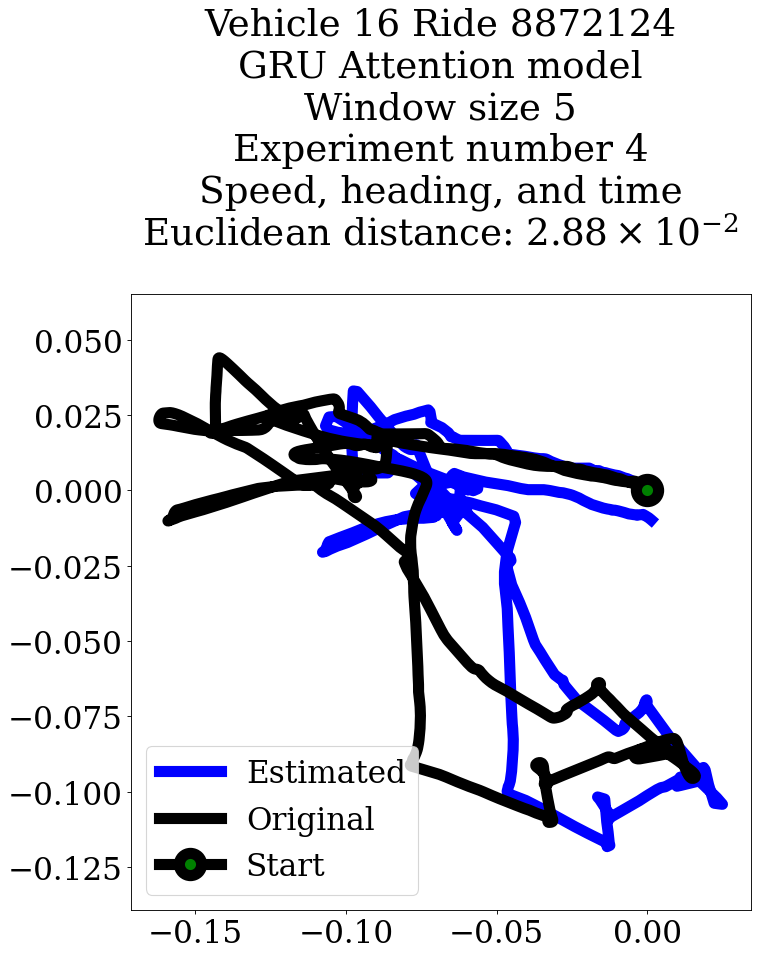 Vehicle 16 Ride 8872124
GRU Attention model
Window size 5
Experiment number 4
Speed, heading, and time
Euclidean distance: 2.88 × 10⁻²
0.050
0.025
0.000
−0.025
−0.050
−0.075
−0.100
−0.125
Estimated
Original
Start
−0.15
−0.10
−0.05
0.00